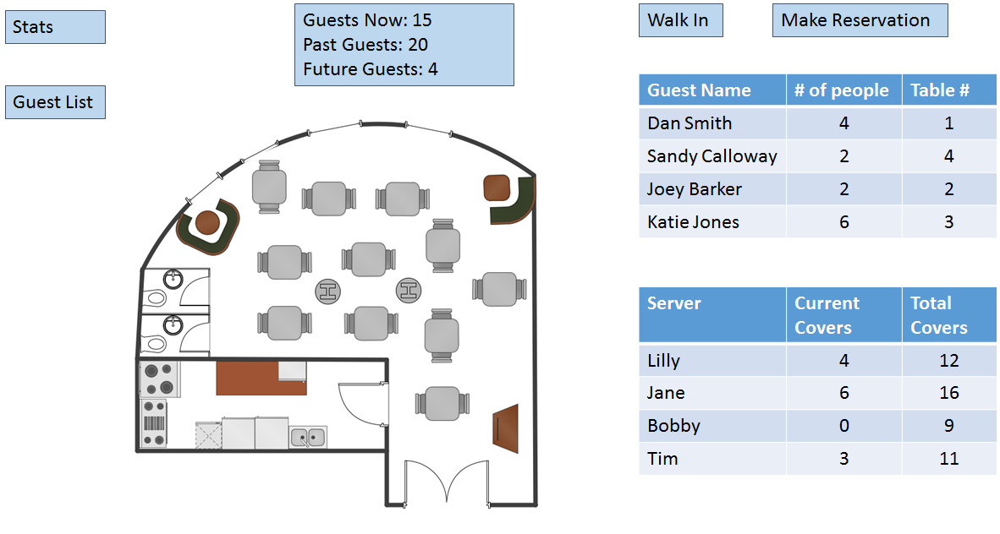 Stats
Guest List
Guests Now: 15
Past Guests: 20
Future Guests: 4
Walk In
Make Reservation
Guest Name # of people Table #
Dan Smith 4 1
Sandy Calloway 2 4
Joey Barker 2 2
Katie Jones 6 3
Server Current Covers Total Covers
Lilly 4 12
Jane 6 16
Bobby 0 9
Tim 3 11